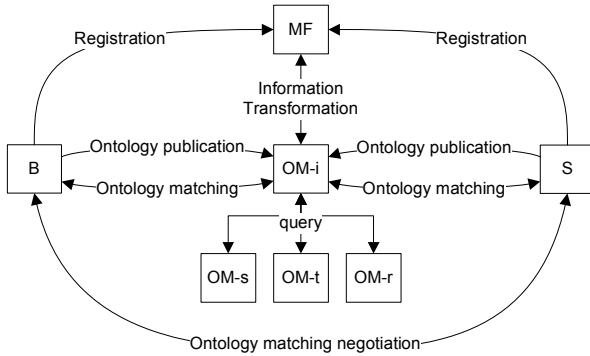 MF
Registration
Registration
Information
Transformation
Ontology publication
Ontology publication
B
OM-i
S
Ontology matching
Ontology matching
query
OM-s
OM-t
OM-r
Ontology matching negotiation